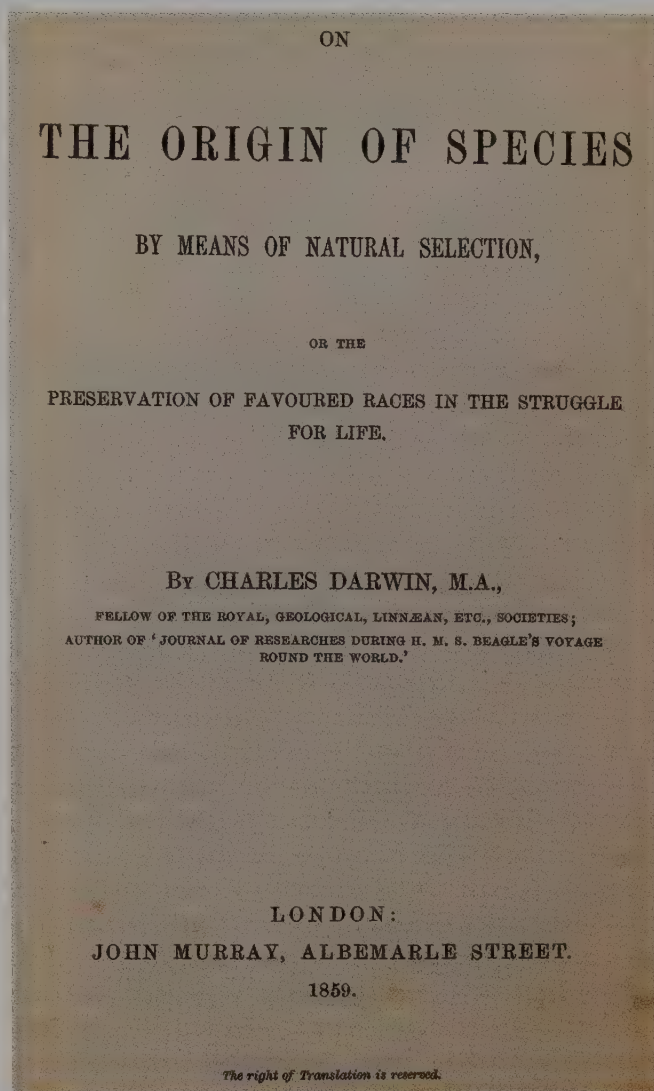 ON
THE ORIGIN OF SPECIES
BY MEANS OF NATURAL SELECTION,
OR THE
PRESERVATION OF FAVOURED RACES IN THE STRUGGLE
FOR LIFE.
By CHARLES DARWIN, M.A.,
FELLOW OF THE ROYAL, GEOLOGICAL, LINNÆAN, ETC., SOCIETIES;
AUTHOR OF ‘JOURNAL OF RESEARCHES DURING H. M. S. BEAGLE’S VOYAGE
ROUND THE WORLD.’
LONDON:
JOHN MURRAY, ALBEMARLE STREET.
1859.
The right of Translation is reserved.